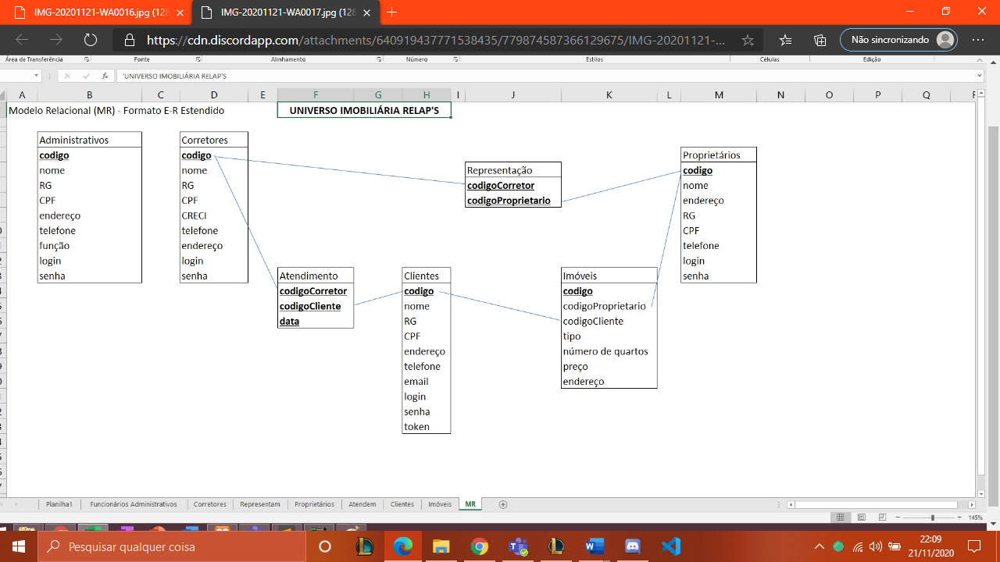 IMG-20201121-WA0016.jpg (128
IMG-20201121-WA0017.jpg (128
https://cdn.discordapp.com/attachments/640919437771538435/779874587366129675/IMG-20201121-...
Não sincronizando
Área de Transferência
Fonte
Alinhamento
Número
Estilos
Células
Edição
fx
'UNIVERSO IMOBILIÁRIA RELAP'S
A B C D E F G H I J K L M N O P Q
Modelo Relacional (MR) - Formato E-R Estendido
UNIVERSO IMOBILIÁRIA RELAP'S
Administrativos
codigo
nome
RG
CPF
endereço
telefone
função
login
senha
Corretores
codigo
nome
RG
CPF
CRECI
telefone
endereço
login
senha
Representação
codigoCorretor
codigoProprietario
Proprietários
codigo
nome
endereço
RG
CPF
telefone
login
senha
Atendimento
codigoCorretor
codigoCliente
data
Clientes
codigo
nome
RG
CPF
endereço
telefone
email
login
senha
token
Imóveis
codigo
codigoProprietario
codigoCliente
tipo
número de quartos
preço
endereço
Planilha1
Funcionários Administrativos
Corretores
Representam
Proprietários
Atendem
Clientes
Imóveis
MR
145%
Pesquisar qualquer coisa
22:09
21/11/2020